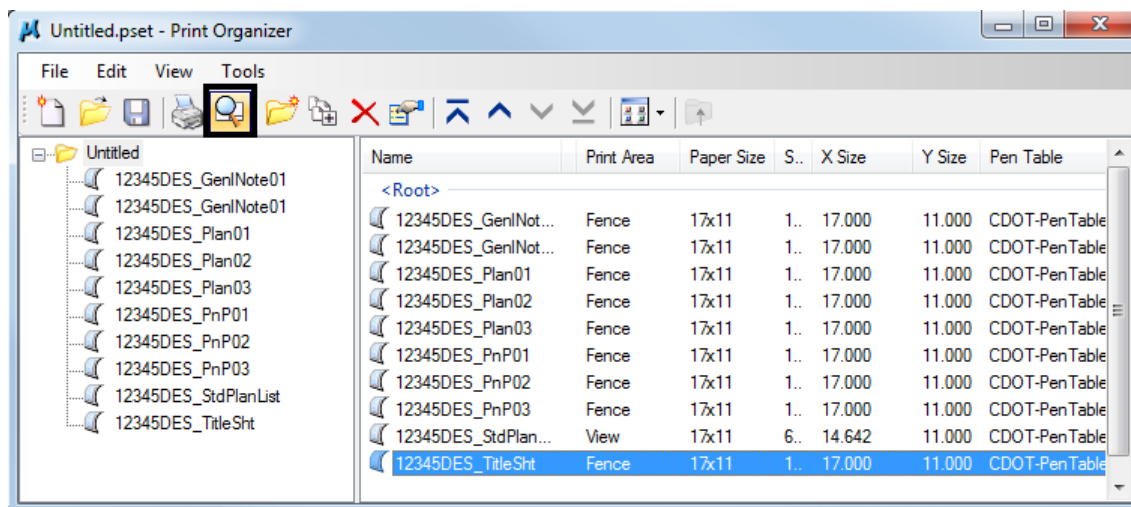 Untitled.pset - Print Organizer
File Edit View Tools
Untitled
12345DES_GenlNote01
12345DES_GenlNote01
12345DES_Plan01
12345DES_Plan02
12345DES_Plan03
12345DES_PnP01
12345DES_PnP02
12345DES_PnP03
12345DES_StdPlanList
12345DES_TitleSht
Name Print Area Paper Size S.. X Size Y Size Pen Table
<Root>
12345DES_GenlNot... Fence 17x11 1.. 17.000 11.000 CDOT-PenTable
12345DES_GenlNot... Fence 17x11 1.. 17.000 11.000 CDOT-PenTable
12345DES_Plan01 Fence 17x11 1.. 17.000 11.000 CDOT-PenTable
12345DES_Plan02 Fence 17x11 1.. 17.000 11.000 CDOT-PenTable
12345DES_Plan03 Fence 17x11 1.. 17.000 11.000 CDOT-PenTable
12345DES_PnP01 Fence 17x11 1.. 17.000 11.000 CDOT-PenTable
12345DES_PnP02 Fence 17x11 1.. 17.000 11.000 CDOT-PenTable
12345DES_PnP03 Fence 17x11 1.. 17.000 11.000 CDOT-PenTable
12345DES_StdPlan... View 17x11 6.. 14.642 11.000 CDOT-PenTable
12345DES_TitleSht Fence 17x11 1.. 17.000 11.000 CDOT-PenTable